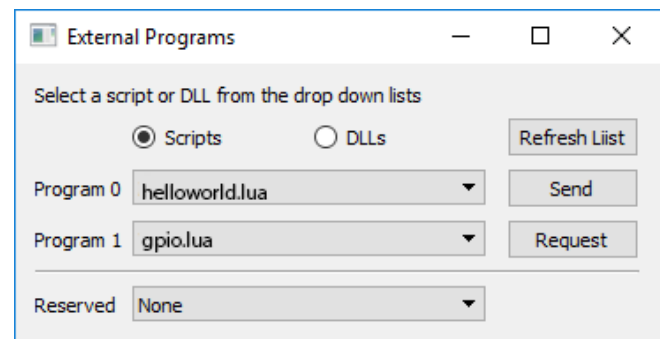 External Programs
Select a script or DLL from the drop down lists
Scripts DLLs Refresh Liist
Program 0 helloworld.lua Send
Program 1 gpio.lua Request
Reserved None